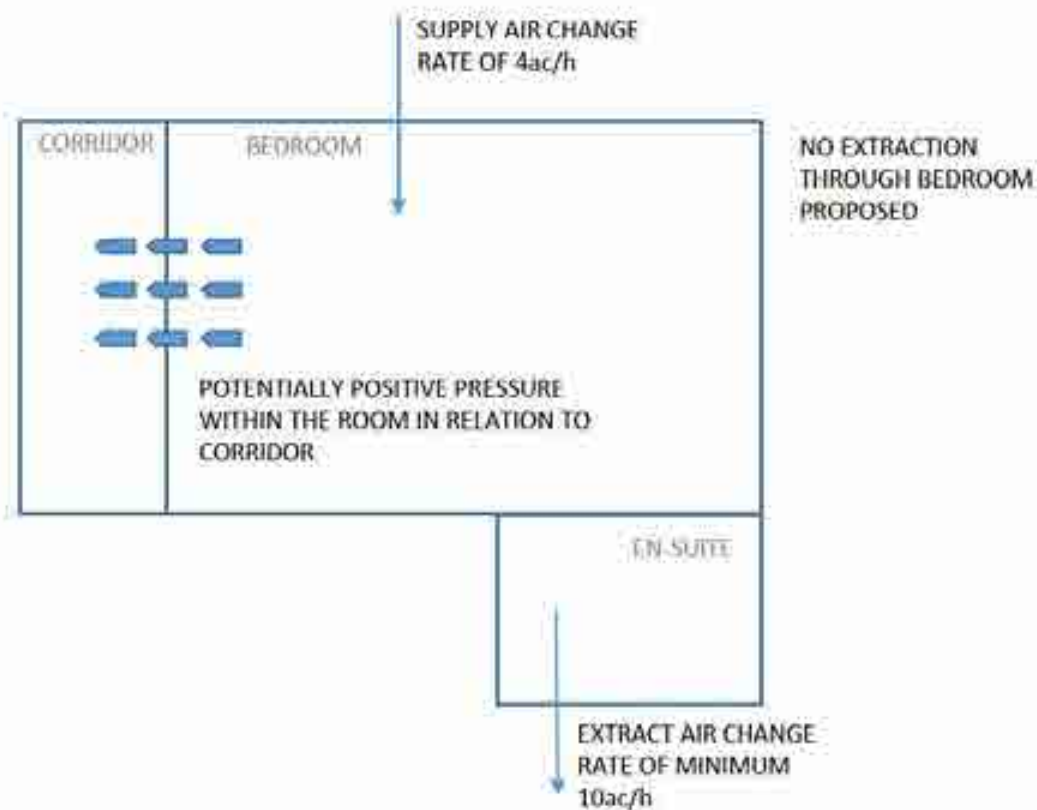 SUPPLY AIR CHANGE
RATE OF 4ac/h
CORRIDOR
BEDROOM
NO EXTRACTION
THROUGH BEDROOM
PROPOSED
POTENTIALLY POSITIVE PRESSURE
WITHIN THE ROOM IN RELATION TO
CORRIDOR
EN-SUITE
EXTRACT AIR CHANGE
RATE OF MINIMUM
10ac/h